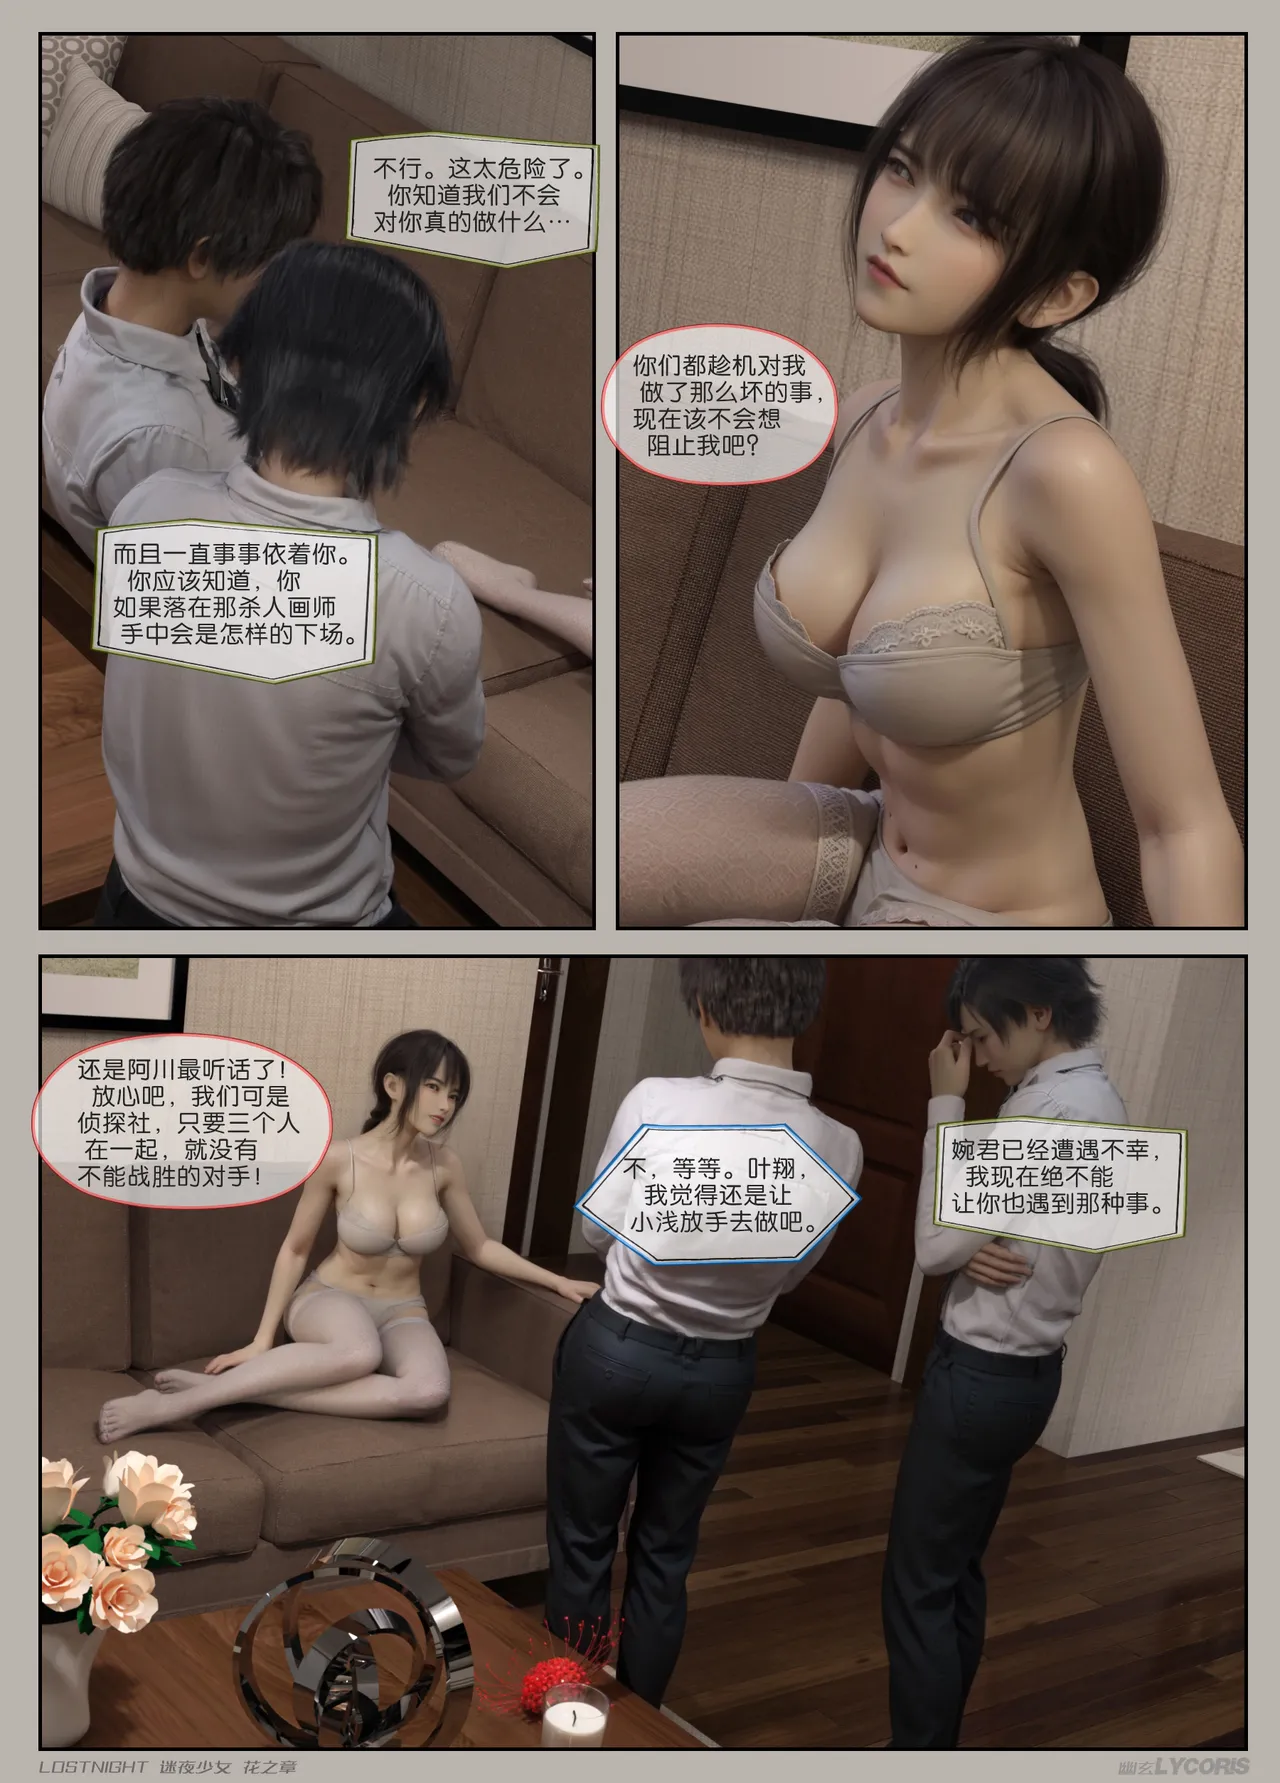 不行。这太危险了。
你知道我们不会
对你真的做什么…
而且一直事事依着你。
你应该知道，你
如果落在那杀人画师
手中会是怎样的下场。
你们都趁机对我
做了那么坏的事，
现在该不会想
阻止我吧？
还是阿川最听话了！
放心吧，我们可是
侦探社，只要三个人
在一起，就没有
不能战胜的对手！
不，等等。叶翔，
我觉得还是让
小浅放手去做吧。
婉君已经遭遇不幸，
我现在绝不能
让你也遇到那种事。
LOSTNIGHT 迷夜少女 花之章
幽玄LYCORIS